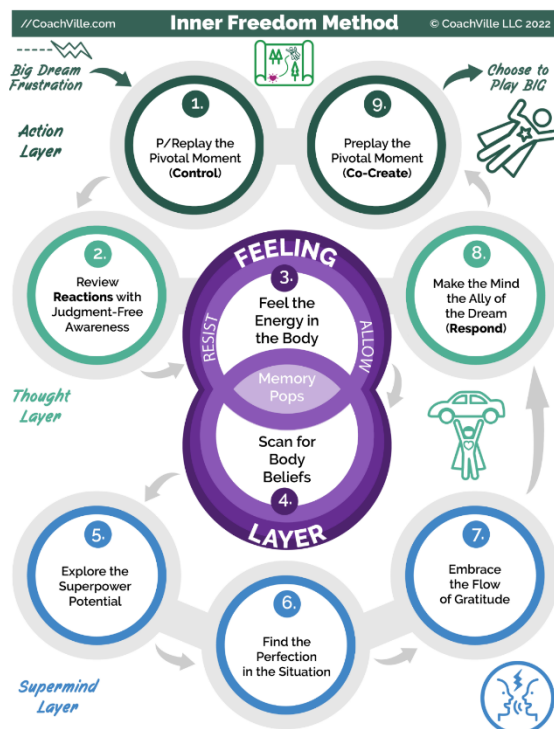 //CoachVille.com
Inner Freedom Method
© CoachVille LLC 2022
Big Dream
Frustration
Choose to
Play BIG
Action
Layer
1.
P/Replay the
Pivotal Moment
(Control)
9.
Preplay the
Pivotal Moment
(Co-Create)
2.
Review
Reactions with
Judgment-Free
Awareness
FEELING
3.
Feel the
Energy in
the Body
RESIST
ALLOW
Memory
Pops
Scan for
Body
Beliefs
4.
LAYER
8.
Make the Mind
the Ally of
the Dream
(Respond)
Thought
Layer
5.
Explore the
Superpower
Potential
6.
Find the
Perfection
in the Situation
7.
Embrace
the Flow
of Gratitude
Supermind
Layer